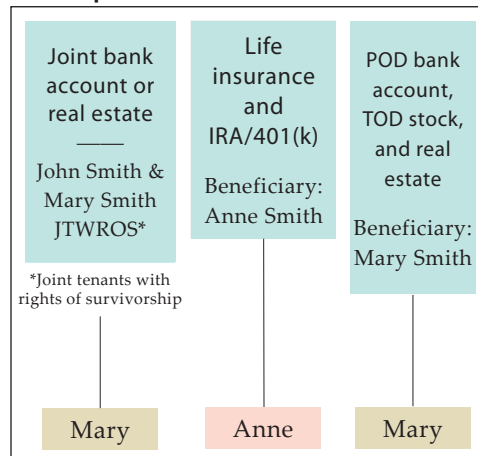 Joint bank
account or
real estate
John Smith &
Mary Smith
JTWROS*
*Joint tenants with
rights of survivorship
Mary
Life
insurance
and
IRA/401(k)
Beneficiary:
Anne Smith
Anne
POD bank
account,
TOD stock,
and real
estate
Beneficiary:
Mary Smith
Mary